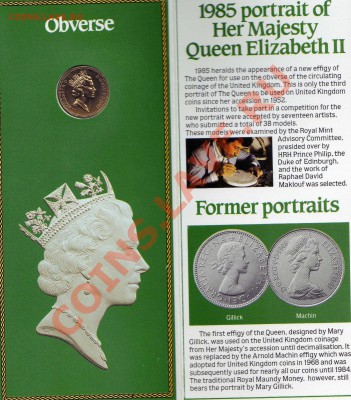 Obverse
1985 portrait of
Her Majesty
Queen Elizabeth II
1985 heralds the appearance of a new effigy of
The Queen for use on the obverse of the circulating
coinage of the United Kingdom. This is only the third
portrait of The Queen to be used on United Kingdom
coins since her accession in 1952.
Invitations to take part in a competition for
the new portrait were accepted by seventeen artists,
who submitted a total of 38 models.
These models were examined by the Royal Mint
Advisory Committee,
presided over by
HRH Prince Philip, the
Duke of Edinburgh,
and the work of
Raphael David
Maklouf was selected.
Former portraits
Gillick
Machin
The first effigy of the Queen, designed by Mary
Gillick, was used on the United Kingdom coinage
from Her Majesty's accession until decimalisation. It
was replaced by the Arnold Machin effigy which was
adopted for United Kingdom coins in 1968 and was
subsequently used for nearly all our coins until 1984.
The traditional Royal Maundy Money, however, still
bears the portrait by Mary Gillick.